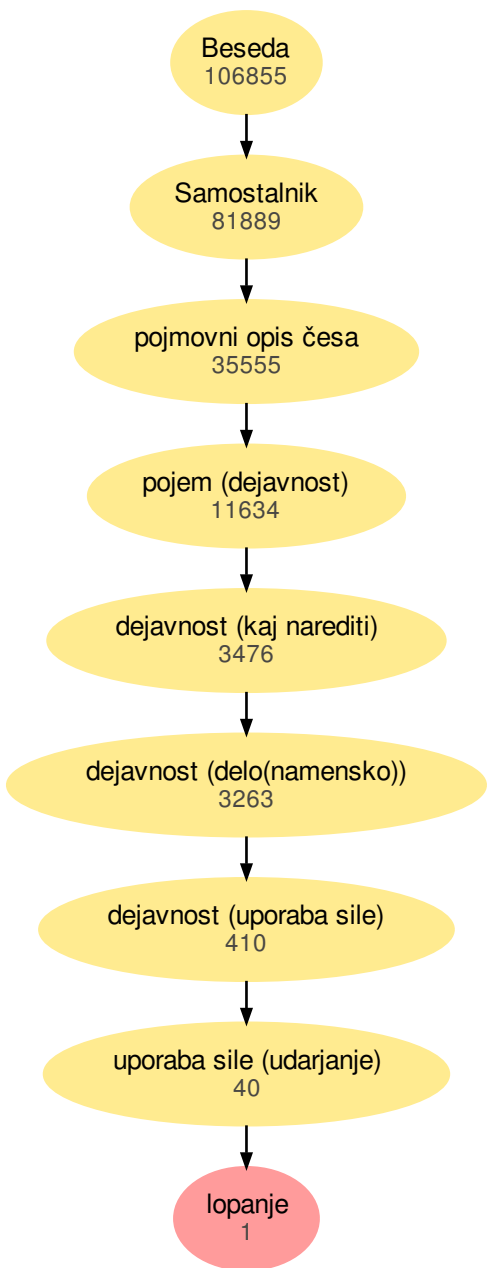 Beseda
106855
Samostalnik
81889
pojmovni opis česa
35555
pojem (dejavnost)
11634
dejavnost (kaj narediti)
3476
dejavnost (delo(namensko))
3263
dejavnost (uporaba sile)
410
uporaba sile (udarjanje)
40
lopanje
1